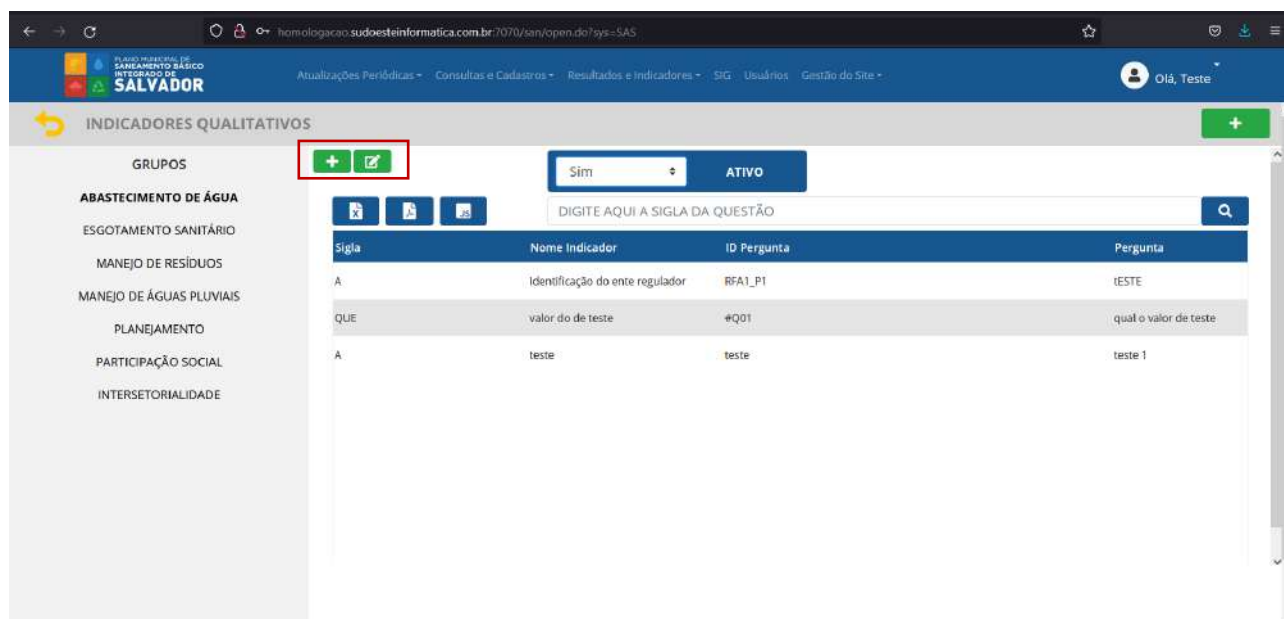 homologacao.sudoesteinformatica.com.br:7070/san/open.do?sys=SAS
PLANO MUNICIPAL DE
SANEAMENTO BÁSICO
INTEGRADO DE
SALVADOR
Atualizações Periódicas Consultas e Cadastros Resultados e Indicadores SIG Usuários Gestão do Site
Olá, Teste
INDICADORES QUALITATIVOS
+
GRUPOS
ABASTECIMENTO DE ÁGUA
ESGOTAMENTO SANITÁRIO
MANEJO DE RESÍDUOS
MANEJO DE ÁGUAS PLUVIAIS
PLANEJAMENTO
PARTICIPAÇÃO SOCIAL
INTERSETORIALIDADE
+
Sim ATIVO
X JS DIGITE AQUI A SIGLA DA QUESTÃO
Sigla Nome Indicador ID Pergunta Pergunta
A Identificação do ente regulador RFA1_P1 tESTE
QUE valor do de teste #Q01 qual o valor de teste
A teste teste teste 1